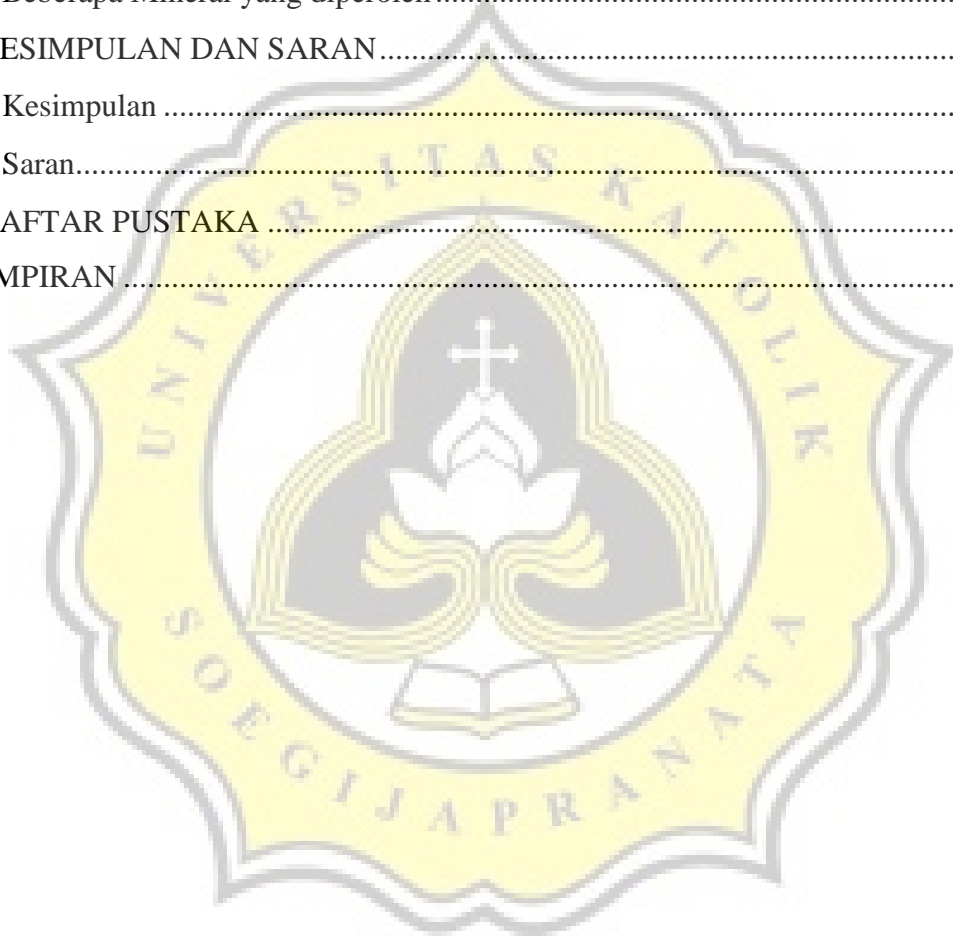 Beberapa Mineral yang diperoleh........................................................................
ESIMPULAN DAN SARAN..............................................................................
Kesimpulan ..........................................................................................................
Saran.....................................................................................................................
AFTAR PUSTAKA ............................................................................................
MPIRAN ..............................................................................................................
UNIVERSITAS KATOLIK
SOEGIJAPRANATA